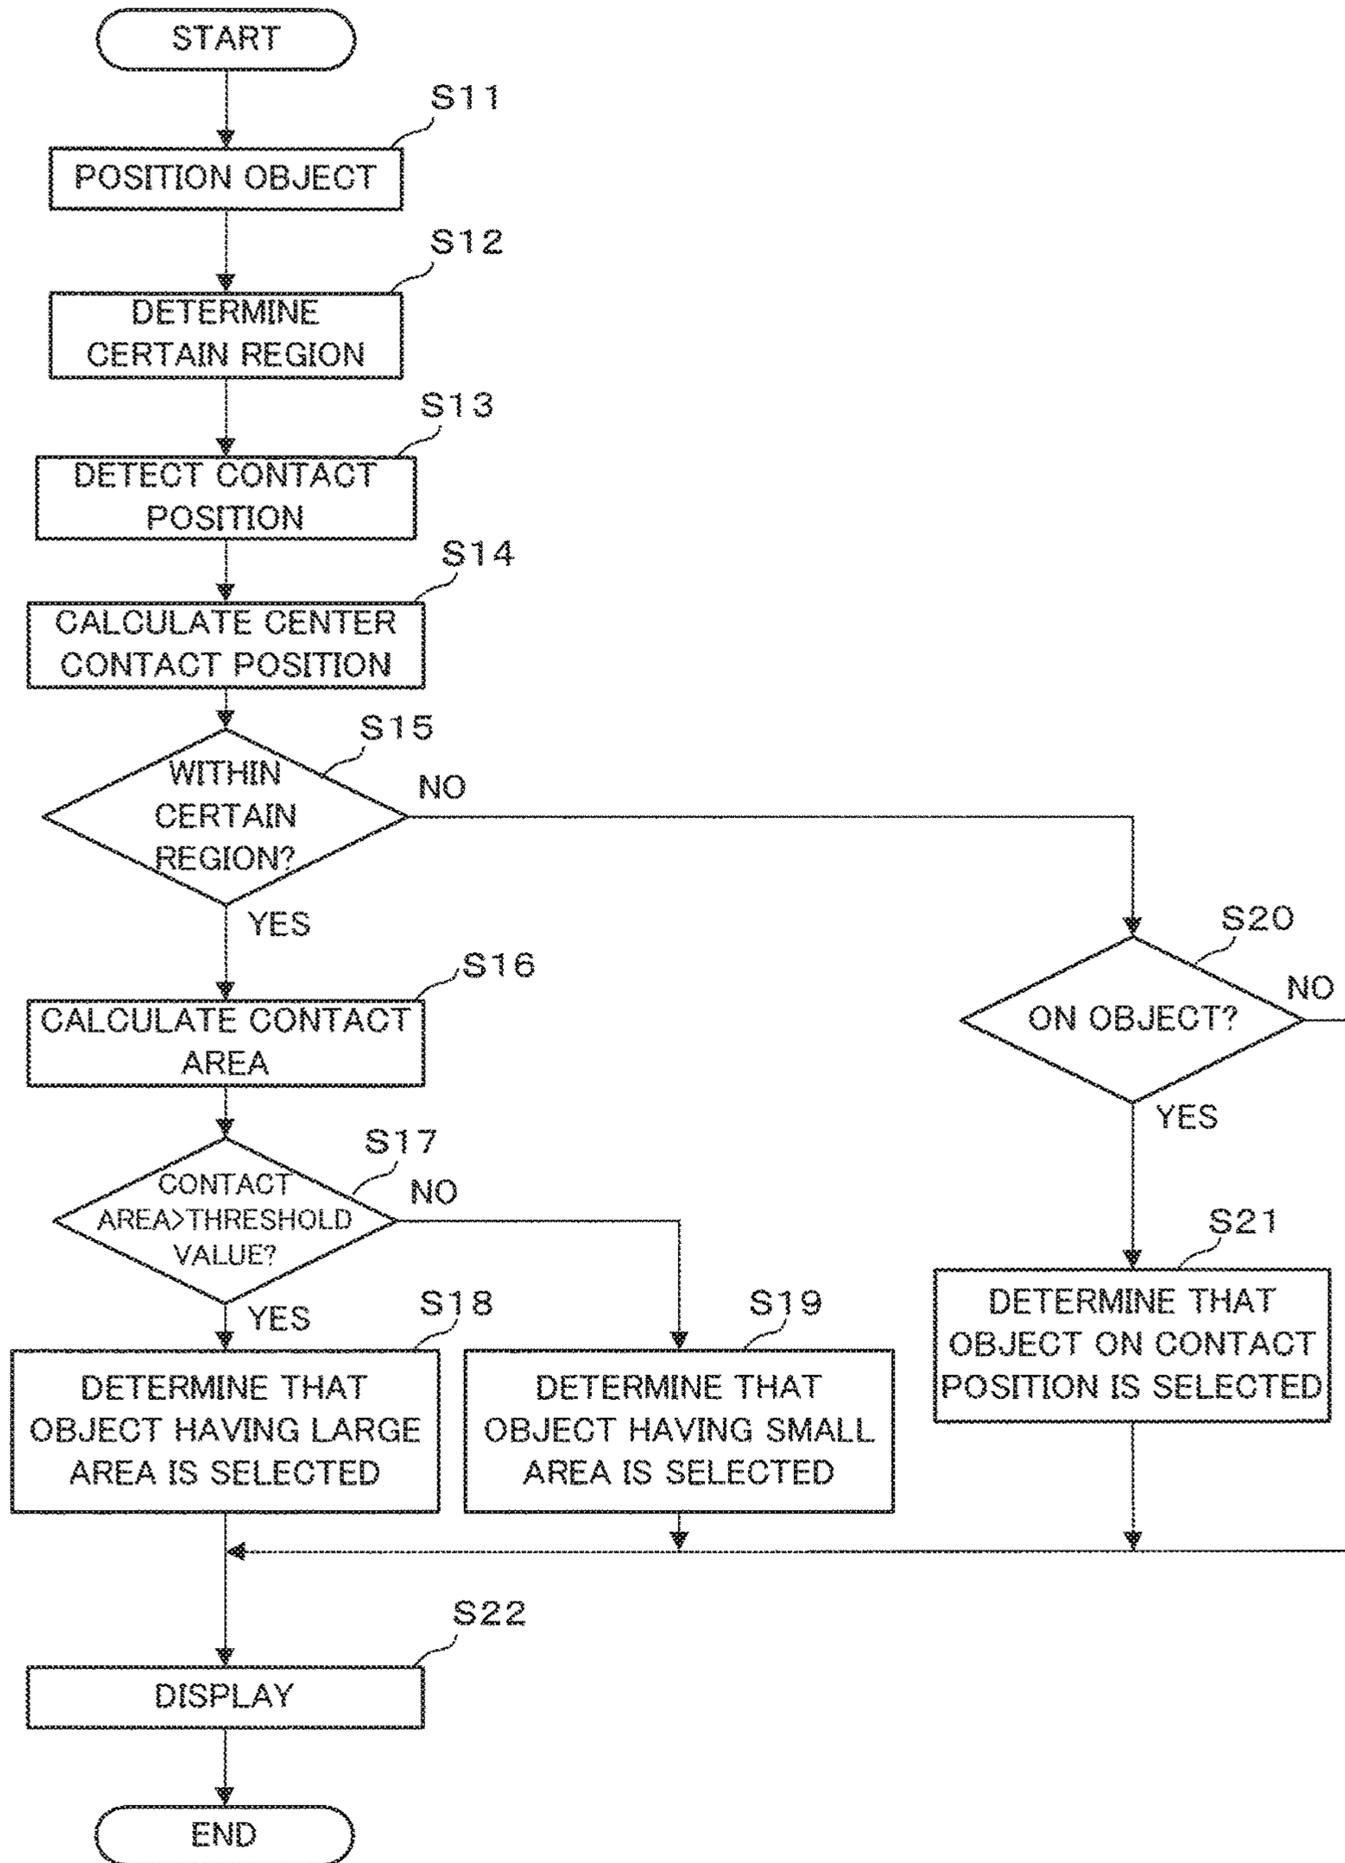 START
S11
POSITION OBJECT
S12
DETERMINE
CERTAIN REGION
S13
DETECT CONTACT
POSITION
S14
CALCULATE CENTER
CONTACT POSITION
S15
WITHIN
CERTAIN
REGION?
NO
YES
S16
CALCULATE CONTACT
AREA
S17
CONTACT
AREA>THRESHOLD
VALUE?
NO
YES
S18
DETERMINE THAT
OBJECT HAVING LARGE
AREA IS SELECTED
S19
DETERMINE THAT
OBJECT HAVING SMALL
AREA IS SELECTED
S20
ON OBJECT?
NO
YES
S21
DETERMINE THAT
OBJECT ON CONTACT
POSITION IS SELECTED
S22
DISPLAY
END